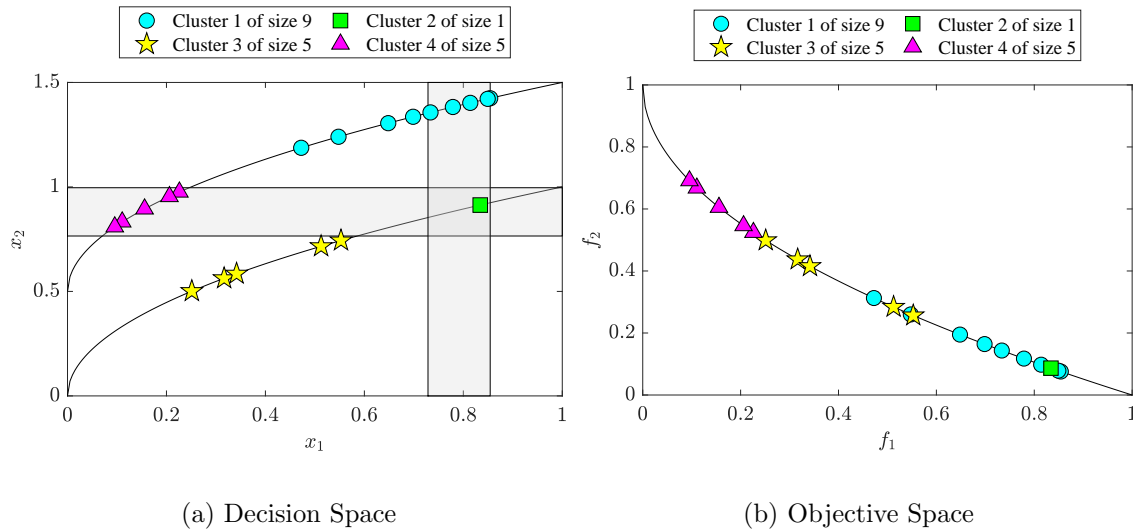 Cluster 1 of size 9 Cluster 2 of size 1
Cluster 3 of size 5 Cluster 4 of size 5
1.5
1
0.5
0
x2
0 0.2 0.4 0.6 0.8 1
x1
(a) Decision Space
Cluster 1 of size 9 Cluster 2 of size 1
Cluster 3 of size 5 Cluster 4 of size 5
1
0.8
0.6
0.4
0.2
0
f2
0 0.2 0.4 0.6 0.8 1
f1
(b) Objective Space